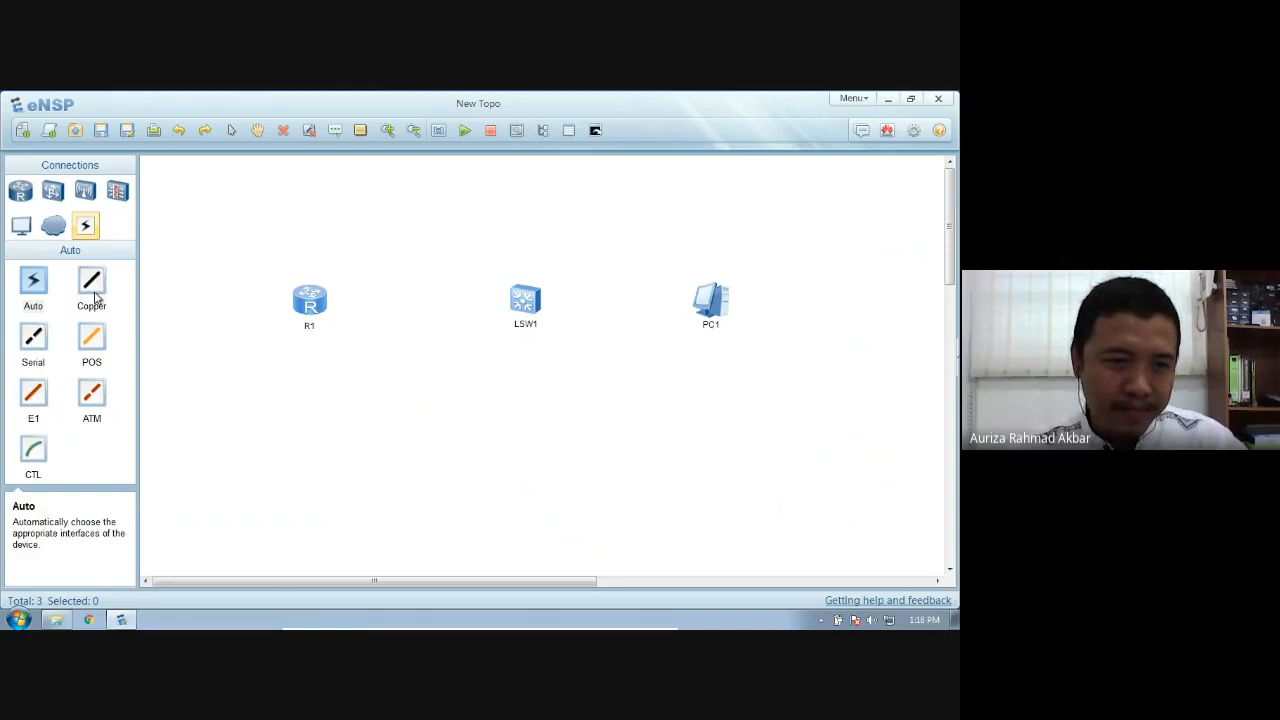 eNSP
New Topo
Menu
Connections
R
Auto
Auto
Copper
Serial
POS
E1
ATM
CTL
Auto
Automatically choose the
appropriate interfaces of the
device.
R
R1
LSW1
PC1
Auriza Rahmad Akbar
Total: 3 Selected: 0
Getting help and feedback
1:18 PM